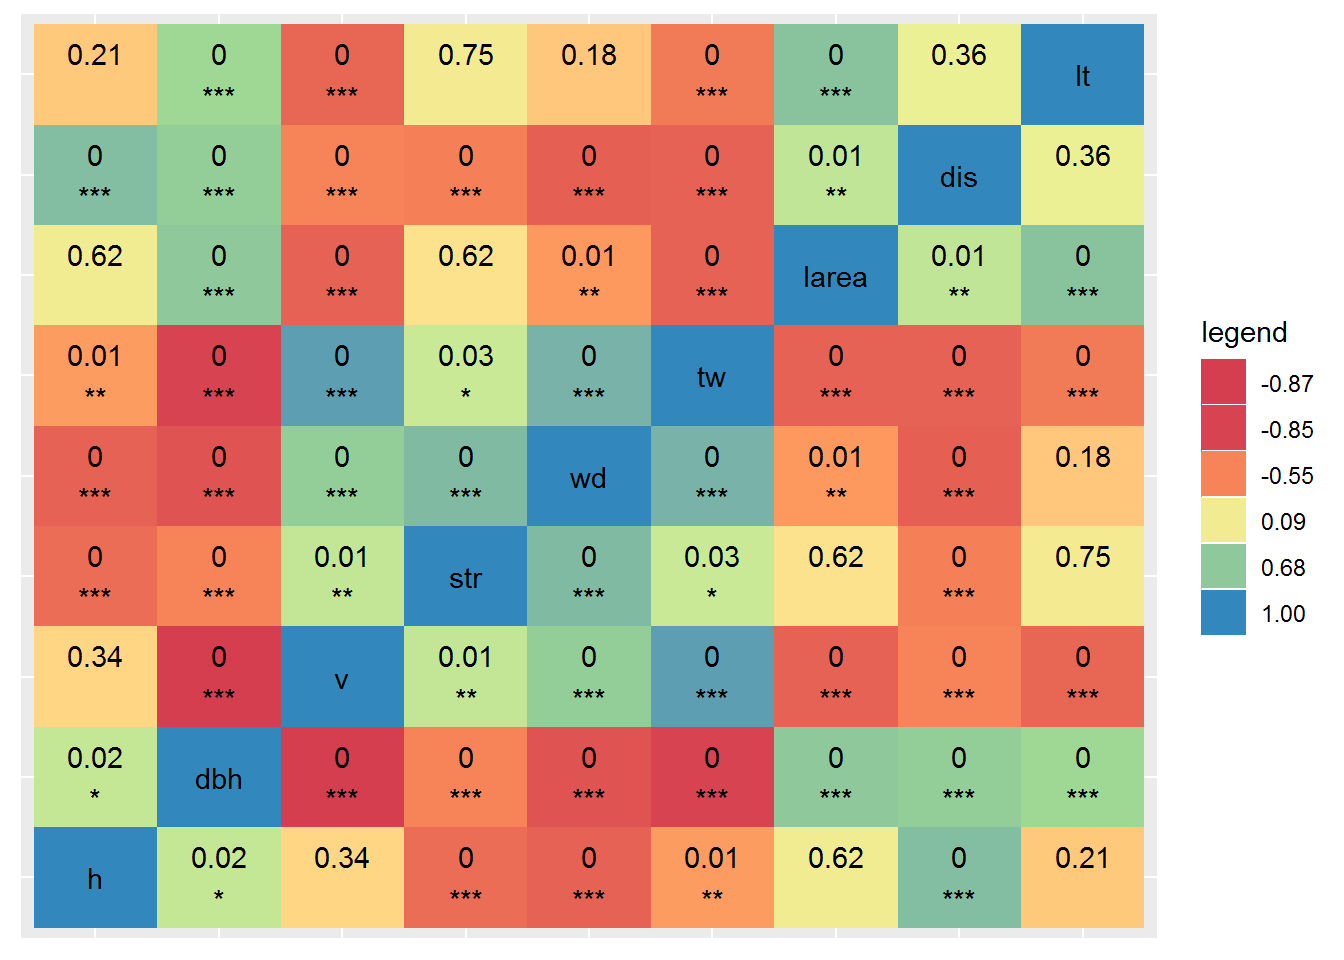 0.21 0 0 0.75 0.18 0 0 0.36 lt
*** *** *** ***
0 0 0 0 0 0 0.01 dis 0.36
*** *** *** *** *** *** **
0.62 0 0 0.62 0.01 0 larea 0.01 0
*** *** ** *** ** ***
0.01 0 0 0.03 0 tw 0 0 0
** *** *** * *** *** *** ***
0 0 0 0 wd 0 0.01 0 0.18
*** *** *** *** *** ** ***
0 0 0.01 str 0 0.03 0.62 0 0.75
*** *** ** *** * ***
0.34 0 v 0.01 0 0 0 0 0
*** ** *** *** *** *** ***
0.02 dbh 0 0 0 0 0 0 0
* *** *** *** *** *** *** ***
h 0.02 0.34 0 0 0.01 0.62 0 0.21
* *** *** ** ***
legend
-0.87
-0.85
-0.55
0.09
0.68
1.00